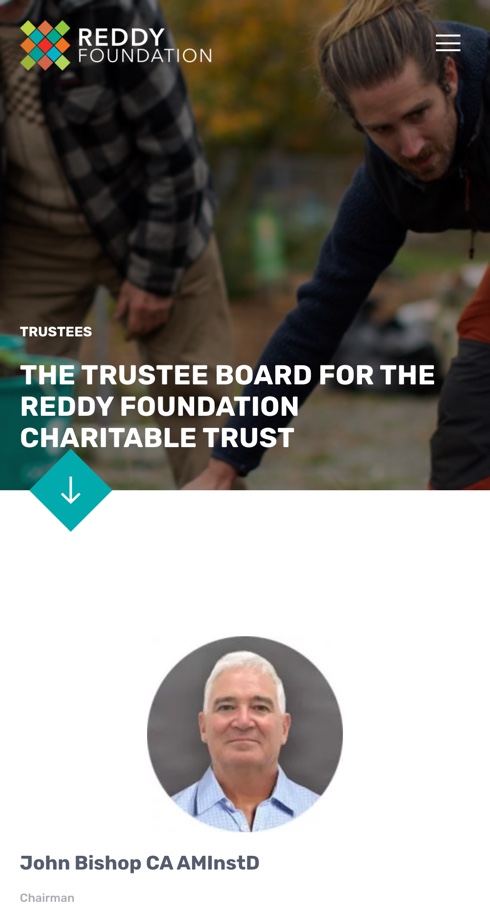 REDDY
FOUNDATION
TRUSTEES
THE TRUSTEE BOARD FOR THE
REDDY FOUNDATION
CHARITABLE TRUST
John Bishop CA AMInstD
Chairman